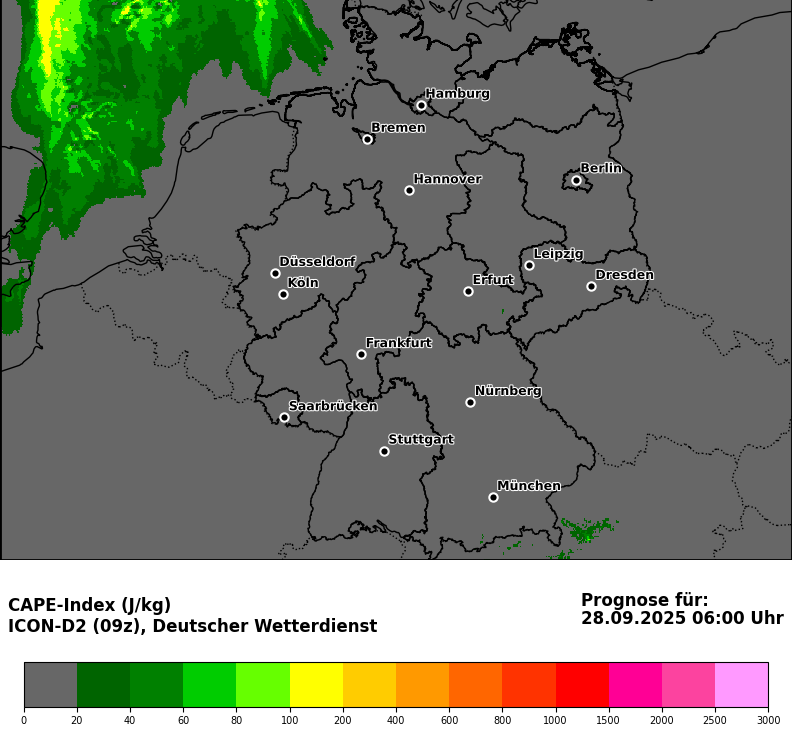 Hamburg
Bremen
Berlin
Hannover
Leipzig
Düsseldorf
Dresden
Köln
Erfurt
Frankfurt
Nürnberg
Saarbrücken
Stuttgart
München
CAPE-Index (J/kg)
ICON-D2 (09z), Deutscher Wetterdienst
Prognose für:
28.09.2025 06:00 Uhr
0 20 40 60 80 100 200 400 600 800 1000 1500 2000 2500 3000